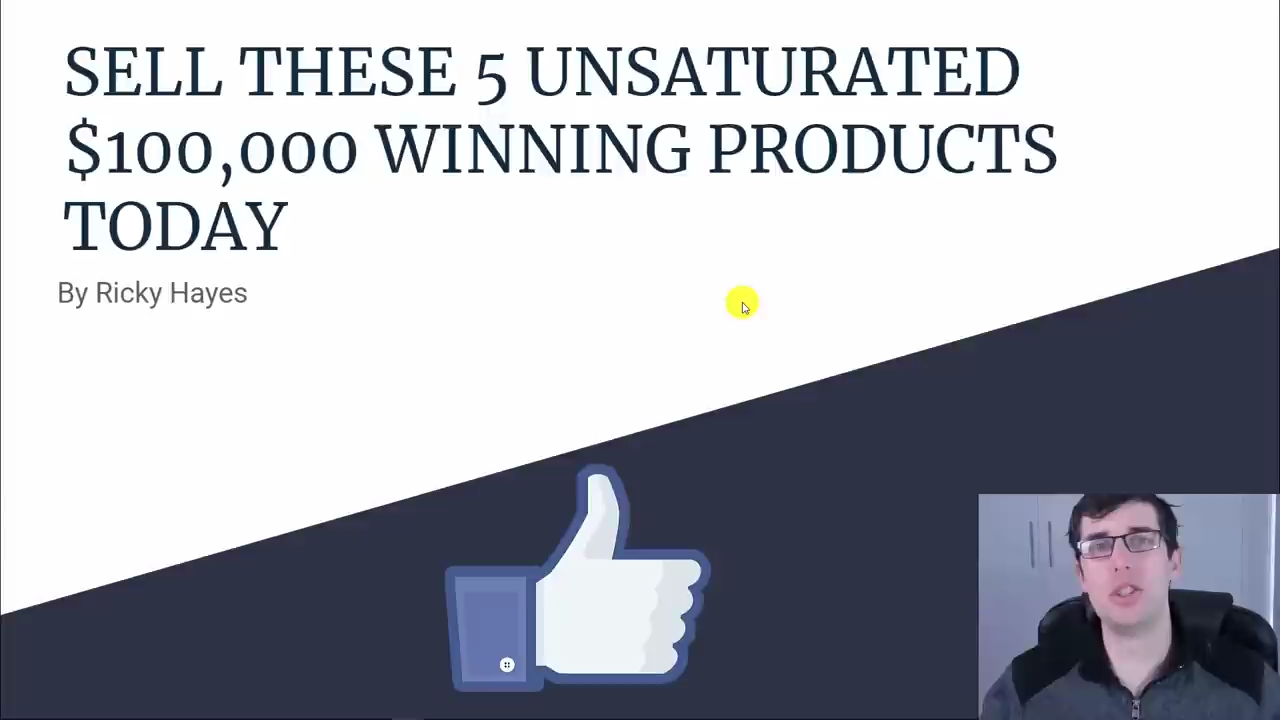 SELL THESE 5 UNSATURATED
$100,000 WINNING PRODUCTS
TODAY
By Ricky Hayes